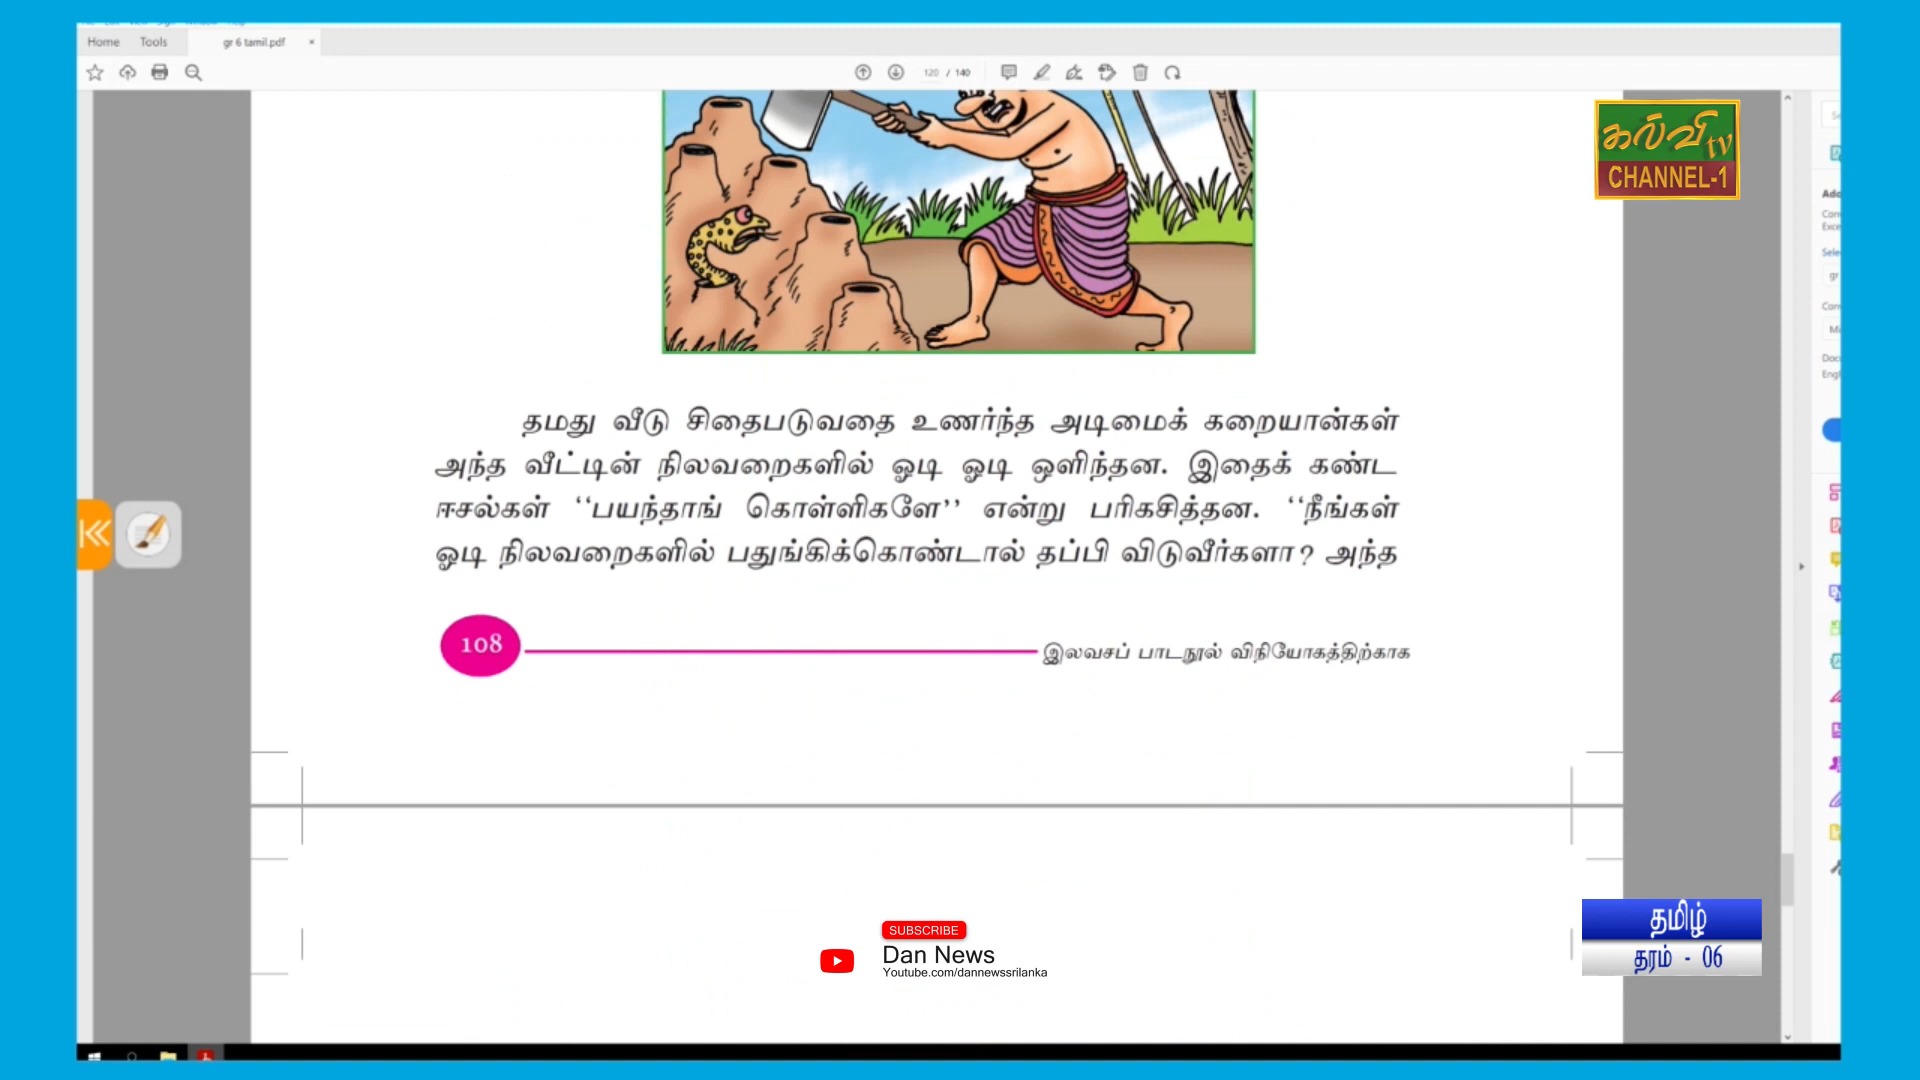 Home Tools gr 6 tamil.pdf ×
120 / 140
கல்வி tv
CHANNEL-1
தமது வீடு சிதைபடுவதை உணர்ந்த அடிமைக் கறையான்கள்
அந்த வீட்டின் நிலவறைகளில் ஓடி ஓடி ஒளிந்தன. இதைக் கண்ட
ஈசல்கள் ‘‘பயந்தாங் கொள்ளிகளே’’ என்று பரிகசித்தன. ‘‘நீங்கள்
ஓடி நிலவறைகளில் பதுங்கிக்கொண்டால் தப்பி விடுவீர்களா? அந்த
108
இலவசப் பாடநூல் விநியோகத்திற்காக
SUBSCRIBE
Dan News
Youtube.com/dannewssrilanka
தமிழ்
தரம் - 06